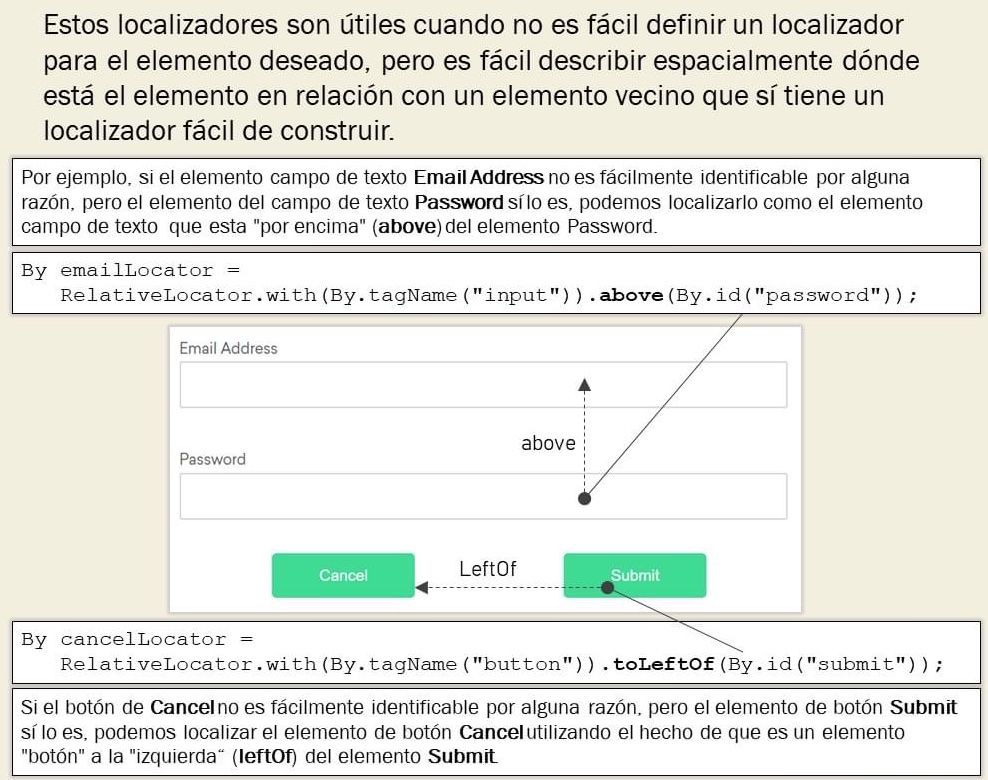 Estos localizadores son útiles cuando no es fácil definir un localizador
para el elemento deseado, pero es fácil describir espacialmente dónde
está el elemento en relación con un elemento vecino que sí tiene un
localizador fácil de construir.
Por ejemplo, si el elemento campo de texto Email Address no es fácilmente identificable por alguna
razón, pero el elemento del campo de texto Password sí lo es, podemos localizarlo como el elemento
campo de texto que esta "por encima" (above) del elemento Password.
By emailLocator =
RelativeLocator.with(By.tagName("input")).above(By.id("password"));
Email Address
above
Password
Cancel
LeftOf
Submit
By cancelLocator =
RelativeLocator.with(By.tagName("button")).toLeftOf(By.id("submit"));
Si el botón de Cancel no es fácilmente identificable por alguna razón, pero el elemento de botón Submit
sí lo es, podemos localizar el elemento de botón Cancel utilizando el hecho de que es un elemento
"botón" a la "izquierda“ (leftOf) del elemento Submit.